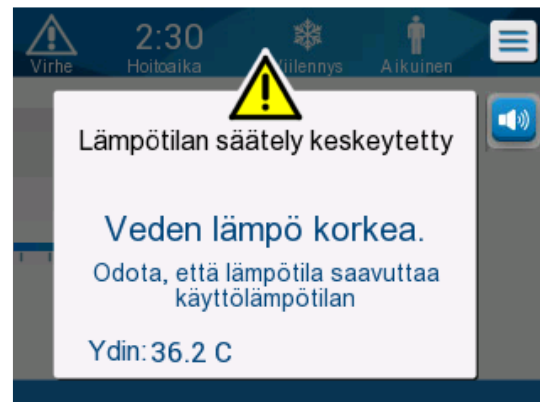 2:30
Virhe Hoitoaika Aikuinen
Lämpötilan säätely keskeytetty
Veden lämpö korkea.
Odota, että lämpötila saavuttaa
käyttölämpötilan
Ydin: 36.2 C